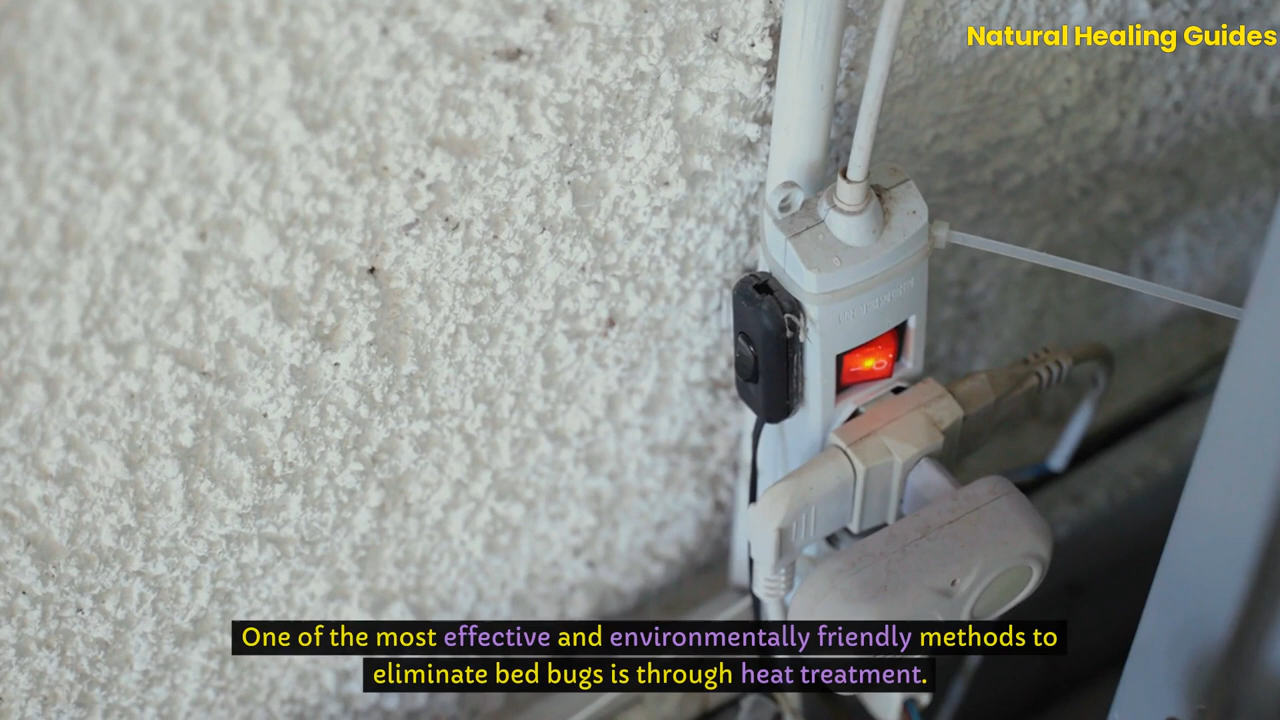 Natural Healing Guides
One of the most effective and environmentally friendly methods to
eliminate bed bugs is through heat treatment.